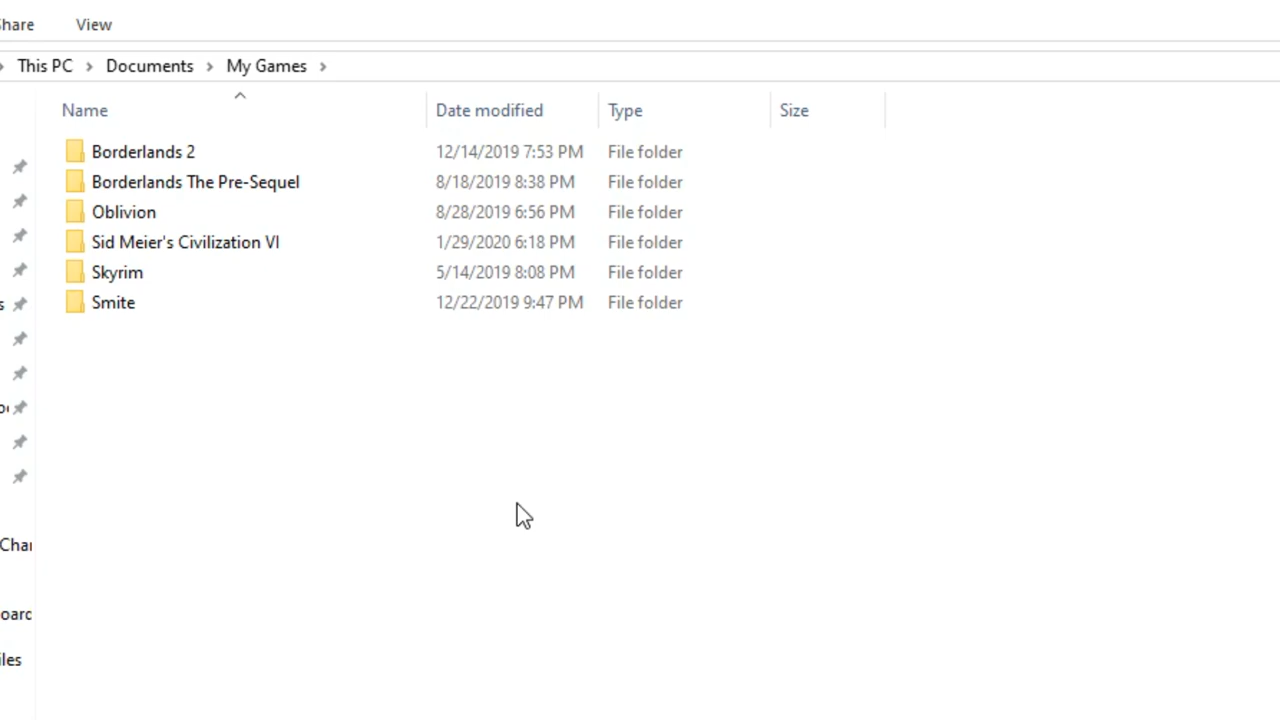 Share View
This PC > Documents > My Games >
Name Date modified Type Size
Borderlands 2 12/14/2019 7:53 PM File folder
Borderlands The Pre-Sequel 8/18/2019 8:38 PM File folder
Oblivion 8/28/2019 6:56 PM File folder
Sid Meier's Civilization VI 1/29/2020 6:18 PM File folder
Skyrim 5/14/2019 8:08 PM File folder
Smite 12/22/2019 9:47 PM File folder